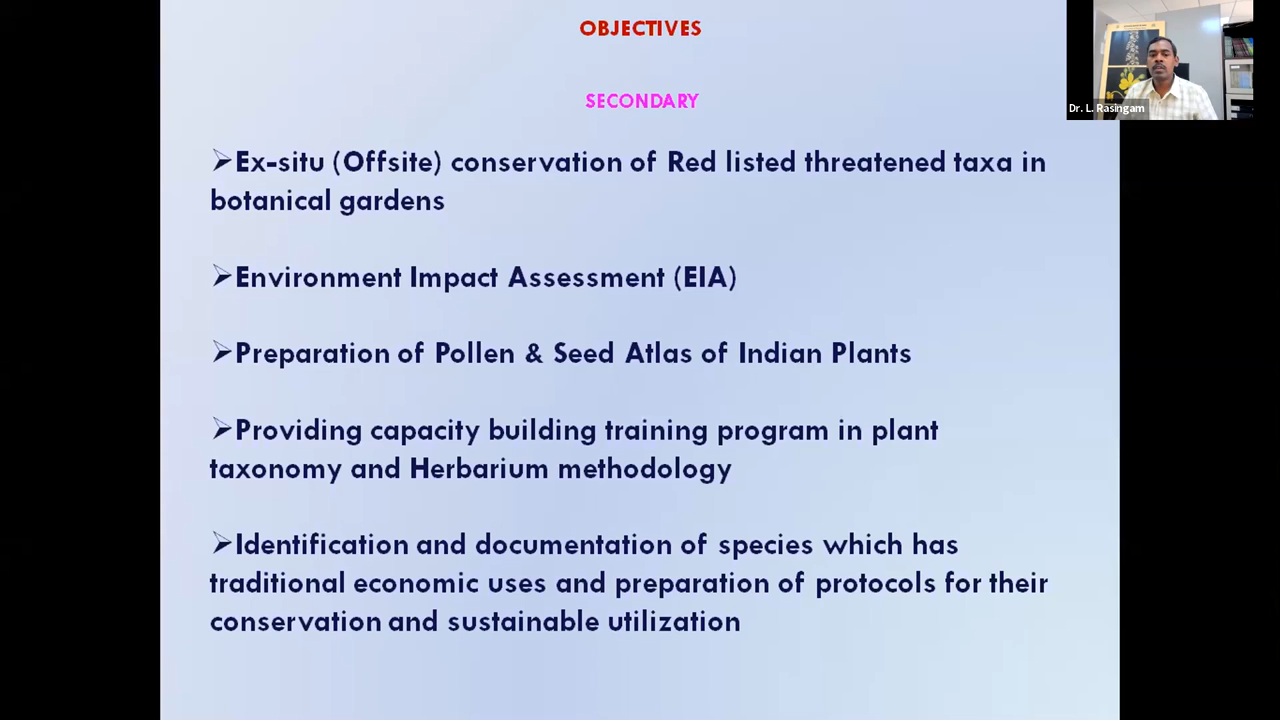 OBJECTIVES
SECONDARY
Dr. L. Rasingam
➢Ex-situ (Offsite) conservation of Red listed threatened taxa in
botanical gardens
➢Environment Impact Assessment (EIA)
➢Preparation of Pollen & Seed Atlas of Indian Plants
➢Providing capacity building training program in plant
taxonomy and Herbarium methodology
➢Identification and documentation of species which has
traditional economic uses and preparation of protocols for their
conservation and sustainable utilization